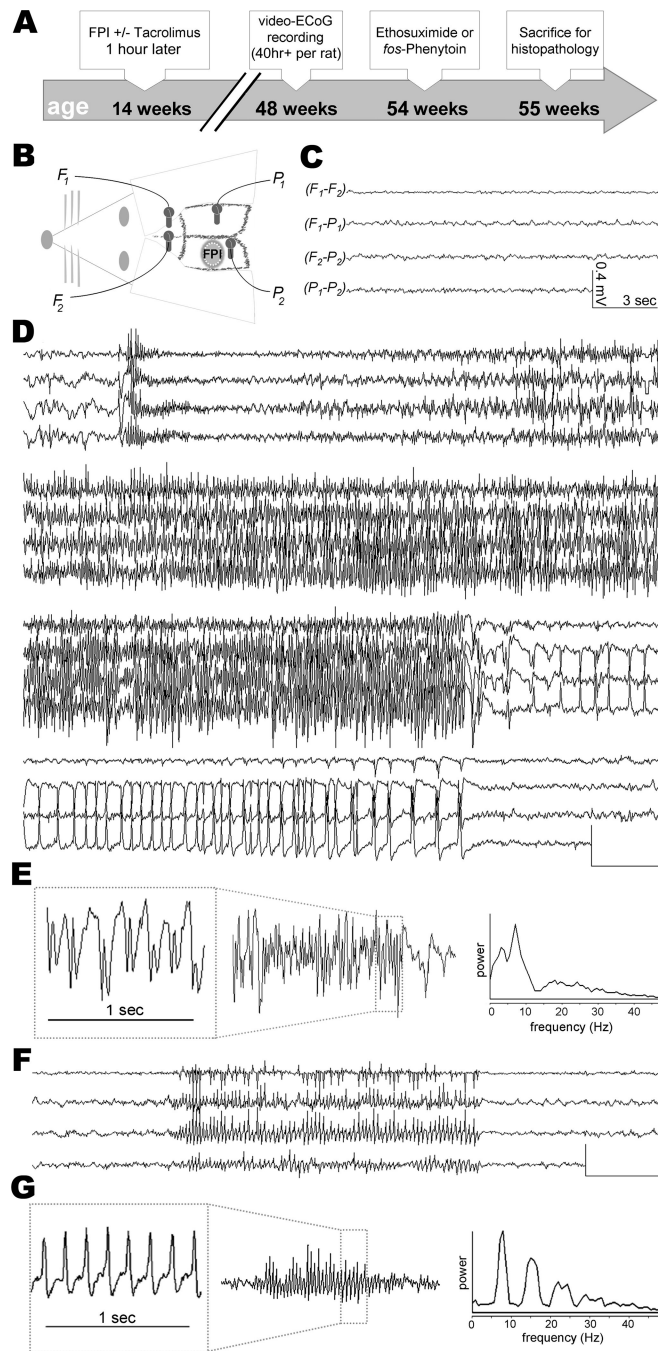 A
FPI +/- Tacrolimus
1 hour later
video-ECoG
recording
(40hr+ per rat)
Ethosuximide or
fos-Phenytoin
Sacrifice for
histopathology
age
14 weeks
48 weeks
54 weeks
55 weeks
B
F1
P1
FPI
F2
P2
C
(F1-F2)
(F1-P1)
(F2-P2)
(P1-P2)
0.4 mV
3 sec
D
E
1 sec
power
0 10 20 30 40
frequency (Hz)
F
G
1 sec
power
0 10 20 30 40
frequency (Hz)